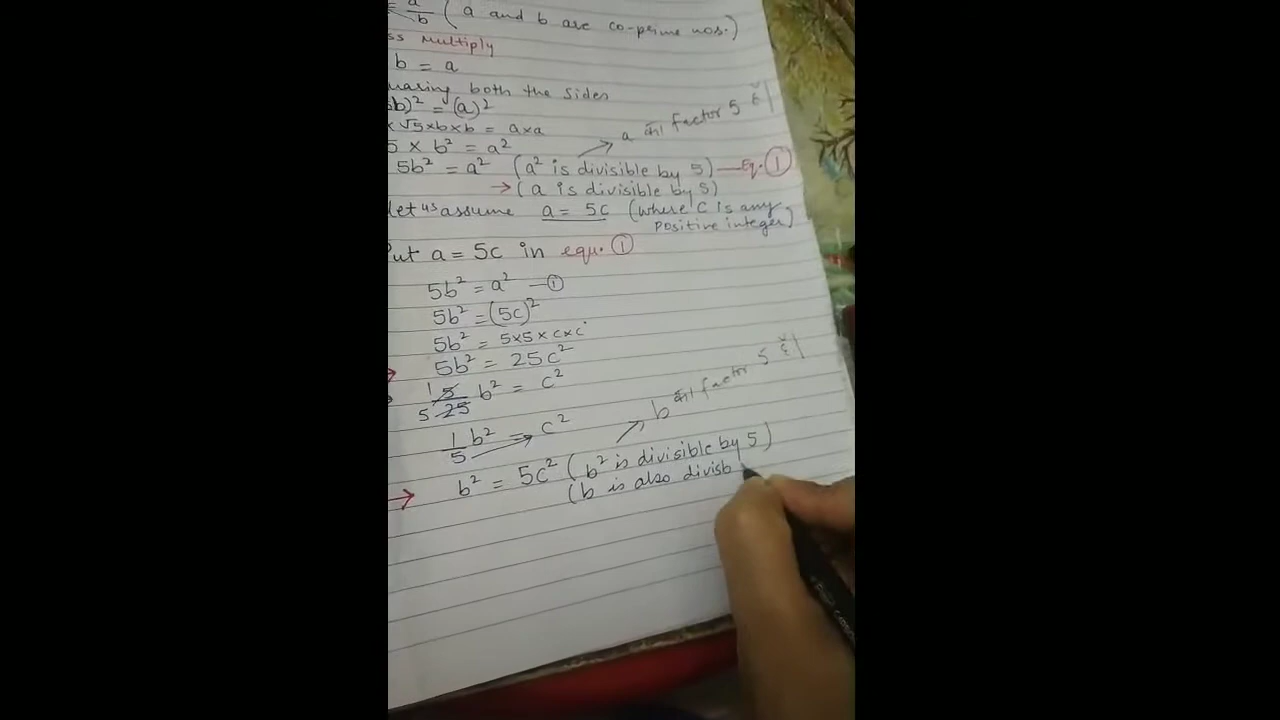 = a/b (a and b are co-prime nos.)
ss Multiply
b = a
uaring both the sides
b)² = (a)²
× √5×b×b = a×a
5 × b² = a²
a का factor 5 है।
5b² = a² (a² is divisible by 5) — Eq. ①
→ (a is divisible by 5)
let us assume a = 5c (where C is any positive integer)
ut a = 5c in equ. ①
5b² = a² — ①
5b² = (5c)²
5b² = 5×5×c×c
5b² = 25c²
1 5/25 5 b² = c²
b का factor 5 है।
1/5 b² = c²
→ b² = 5c² (b² is divisible by 5)
(b is also divisb